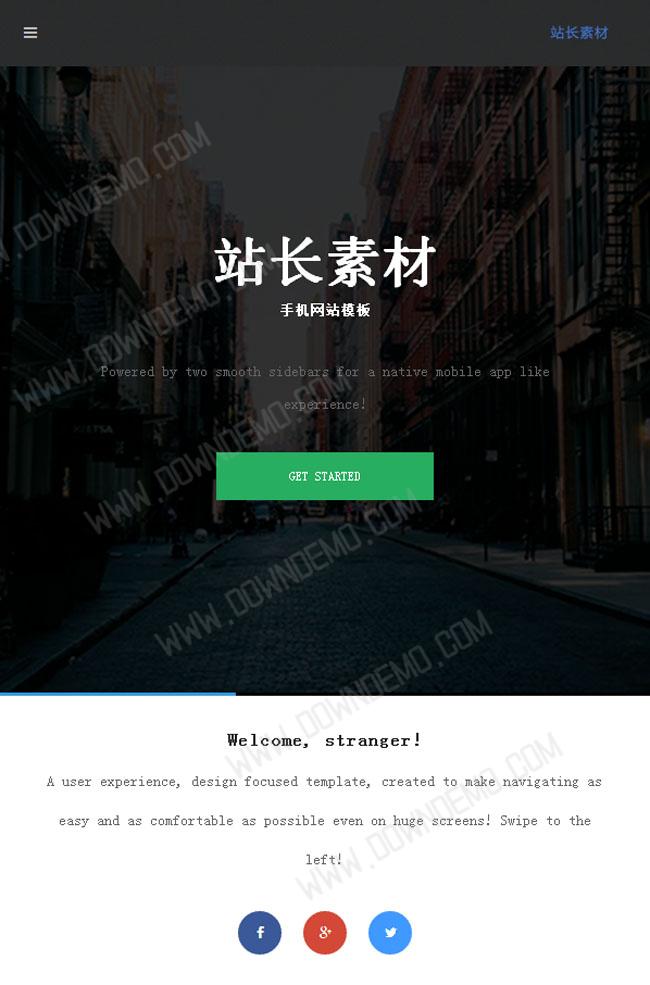 站长素材
站长素材
手机网站模板
Powered by two smooth sidebars for a native mobile app like
experience!
GET STARTED
Welcome, stranger!
A user experience, design focused template, created to make navigating as
easy and as comfortable as possible even on huge screens! Swipe to the
left!
WWW.DOWNDEMO.COM
WWW.DOWNDEMO.COM
WWW.DOWNDEMO.COM
WWW.DOWNDEMO.COM
WWW.DOWNDEMO.COM
WWW.DOWNDEMO.COM